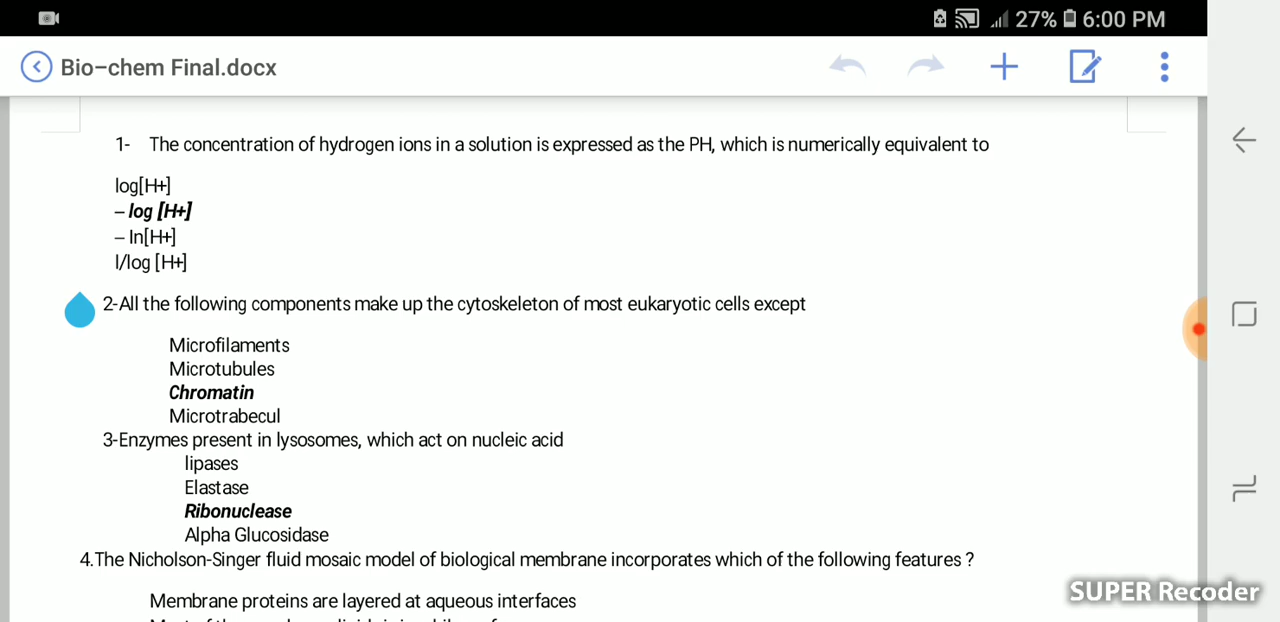 27% 6:00 PM
Bio-chem Final.docx
1- The concentration of hydrogen ions in a solution is expressed as the PH, which is numerically equivalent to
log[H+]
– log [H+]
– ln[H+]
l/log [H+]
2-All the following components make up the cytoskeleton of most eukaryotic cells except
Microfilaments
Microtubules
Chromatin
Microtrabecul
3-Enzymes present in lysosomes, which act on nucleic acid
lipases
Elastase
Ribonuclease
Alpha Glucosidase
4.The Nicholson-Singer fluid mosaic model of biological membrane incorporates which of the following features ?
SUPER Recoder
Membrane proteins are layered at aqueous interfaces